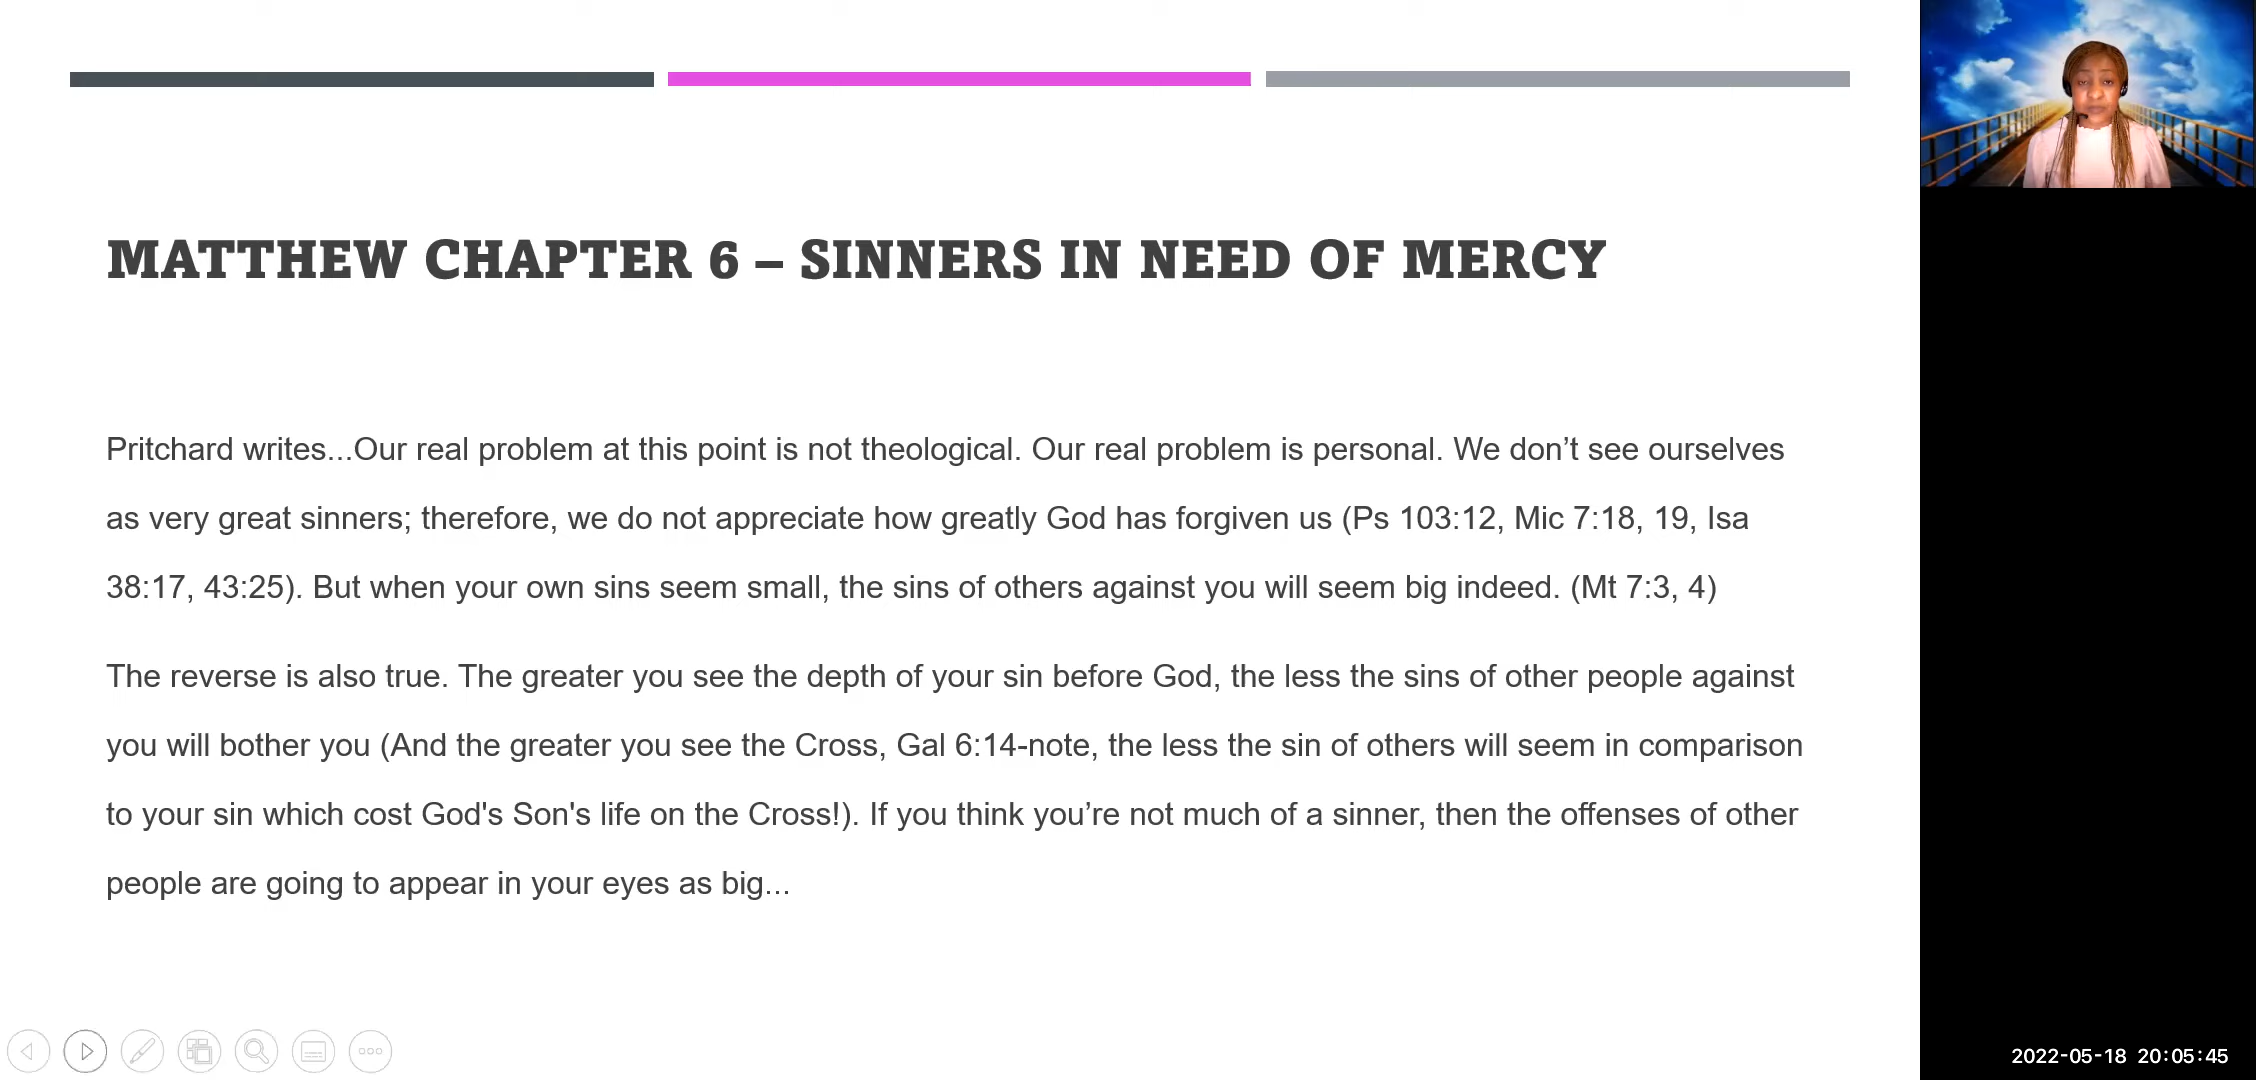 MATTHEW CHAPTER 6 – SINNERS IN NEED OF MERCY
Pritchard writes...Our real problem at this point is not theological. Our real problem is personal. We don’t see ourselves
as very great sinners; therefore, we do not appreciate how greatly God has forgiven us (Ps 103:12, Mic 7:18, 19, Isa
38:17, 43:25). But when your own sins seem small, the sins of others against you will seem big indeed. (Mt 7:3, 4)
The reverse is also true. The greater you see the depth of your sin before God, the less the sins of other people against
you will bother you (And the greater you see the Cross, Gal 6:14-note, the less the sin of others will seem in comparison
to your sin which cost God's Son's life on the Cross!). If you think you’re not much of a sinner, then the offenses of other
people are going to appear in your eyes as big...
2022-05-18 20:05:45